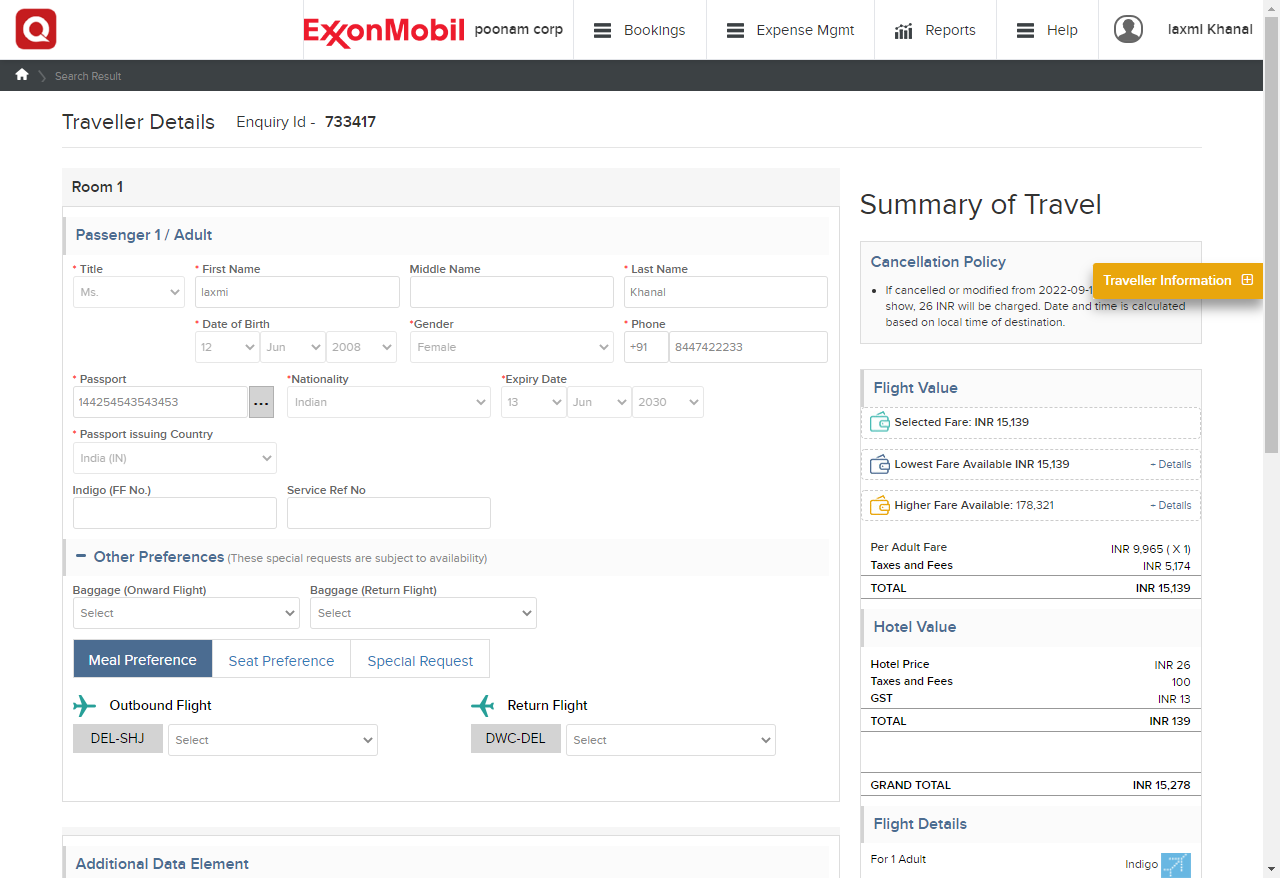 ExxonMobil poonam corp Bookings Expense Mgmt Reports Help laxmi Khanal
Search Result
Traveller Details Enquiry Id - 733417
Room 1
Passenger 1 / Adult
* Title * First Name Middle Name * Last Name
Ms. laxmi Khanal
* Date of Birth *Gender * Phone
12 Jun 2008 Female +91 8447422233
* Passport *Nationality *Expiry Date
144254543543453 ... Indian 13 Jun 2030
* Passport issuing Country
India (IN)
Indigo (FF No.) Service Ref No
Other Preferences (These special requests are subject to availability)
Baggage (Onward Flight) Baggage (Return Flight)
Select Select
Meal Preference Seat Preference Special Request
Outbound Flight Return Flight
DEL-SHJ Select DWC-DEL Select
Additional Data Element
Summary of Travel
Cancellation Policy
Traveller Information
If cancelled or modified from 2022-09-1
show, 26 INR will be charged. Date and time is calculated
based on local time of destination.
Flight Value
Selected Fare: INR 15,139
Lowest Fare Available INR 15,139 + Details
Higher Fare Available: 178,321 + Details
Per Adult Fare INR 9,965 ( X 1)
Taxes and Fees INR 5,174
TOTAL INR 15,139
Hotel Value
Hotel Price INR 26
Taxes and Fees 100
GST INR 13
TOTAL INR 139
GRAND TOTAL INR 15,278
Flight Details
For 1 Adult Indigo